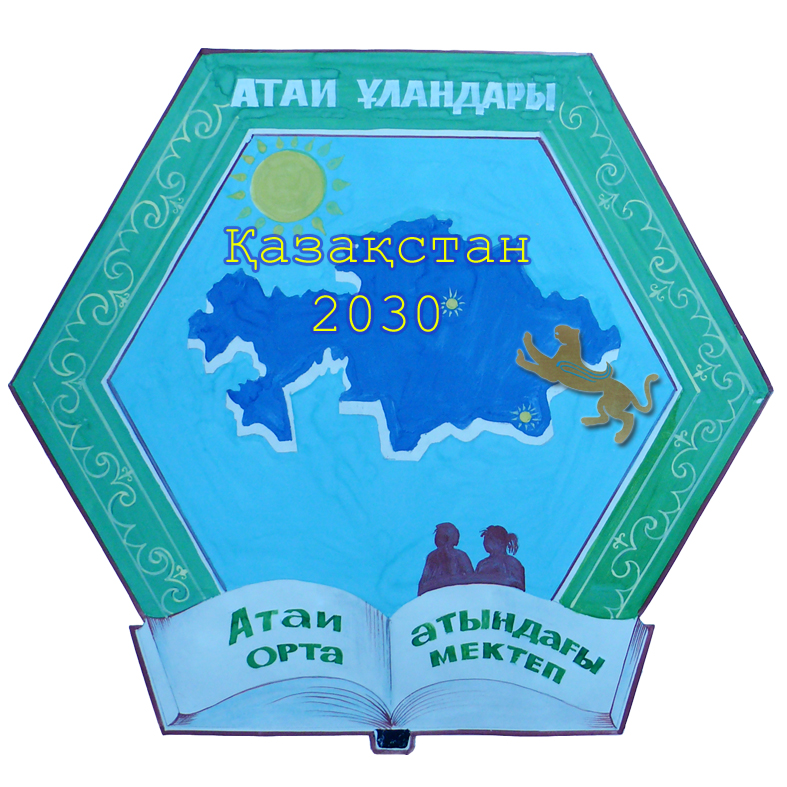 АТАИ ҰЛАНДАРЫ
Қазақстан
2030
Атаи атындағы
ОРТА МЕКТЕП